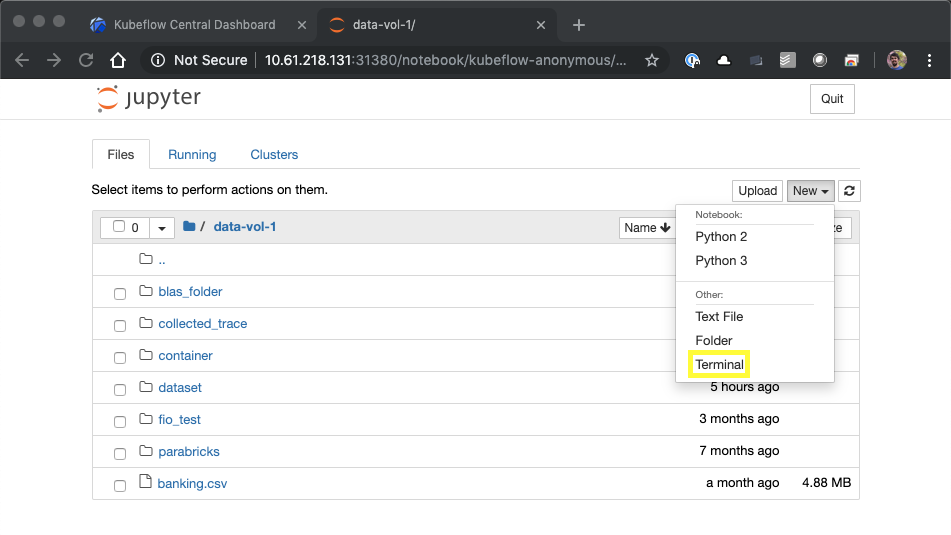 Kubeflow Central Dashboard
data-vol-1/
Not Secure | 10.61.218.131:31380/notebook/kubeflow-anonymous/...
jupyter
Quit
Files
Running
Clusters
Select items to perform actions on them.
Upload
New
0
/ data-vol-1
Name
Notebook:
Python 2
Python 3
Other:
Text File
Folder
Terminal
..
blas_folder
collected_trace
container
dataset
5 hours ago
fio_test
3 months ago
parabricks
7 months ago
banking.csv
a month ago
4.88 MB